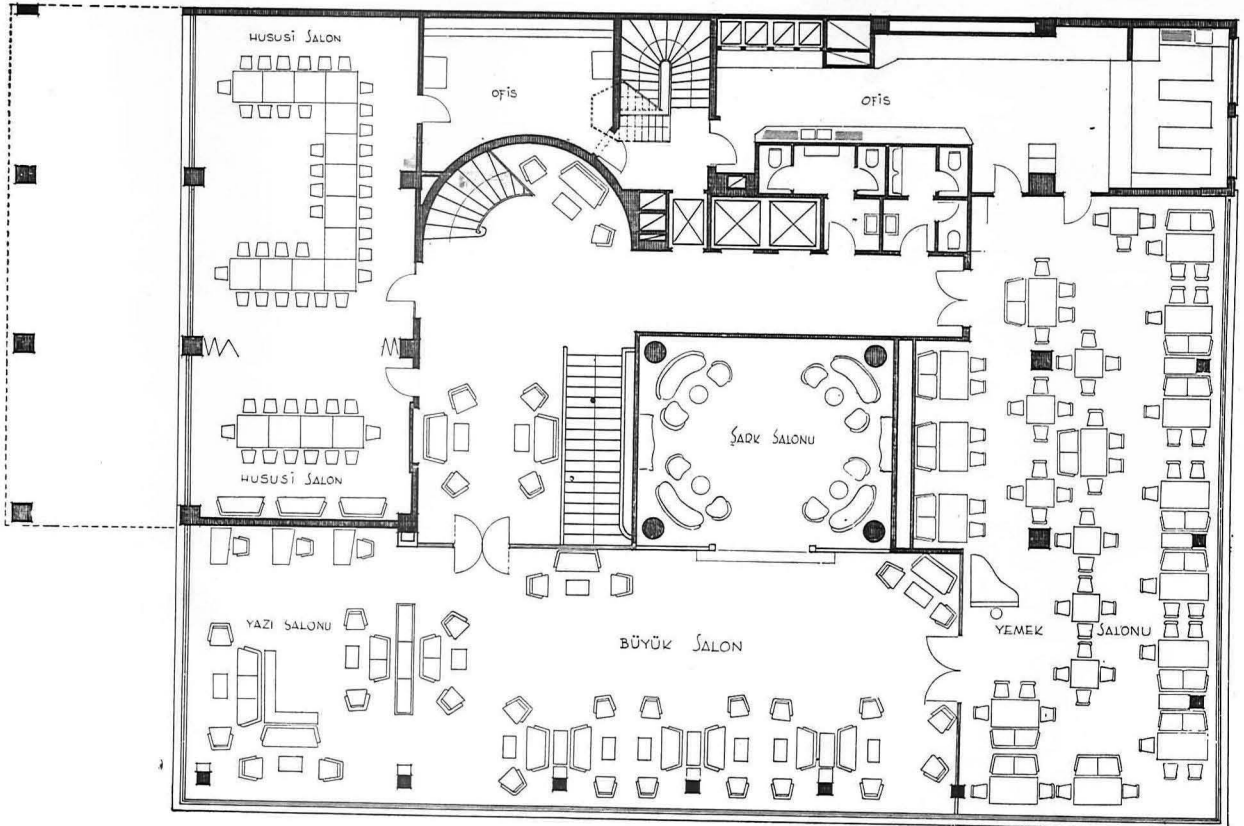 HUSUSİ SALON
OFİS
OFİS
ŞARK SALONU
HUSUSİ SALON
YAZI SALONU
BÜYÜK SALON
YEMEK SALONU